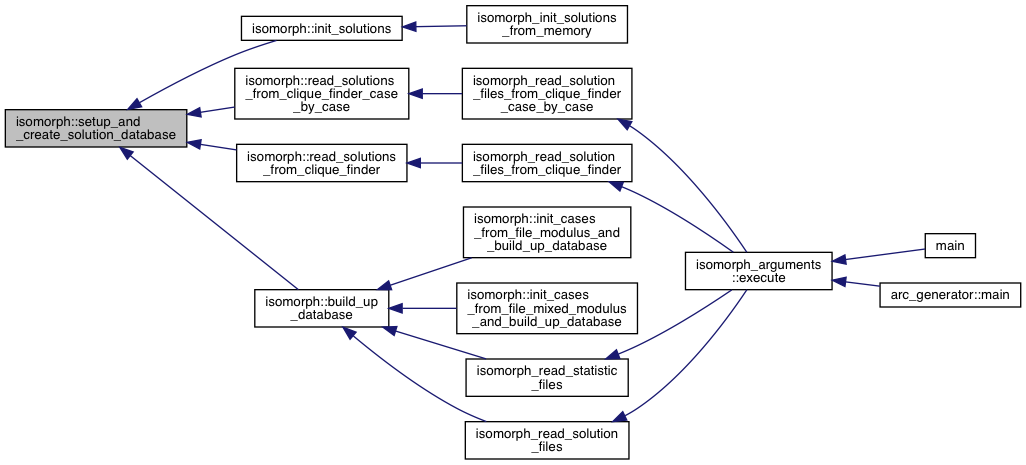 isomorph::setup_and
_create_solution_database
isomorph::init_solutions
isomorph_init_solutions
_from_memory
isomorph::read_solutions
_from_clique_finder_case
_by_case
isomorph_read_solution
_files_from_clique_finder
_case_by_case
isomorph::read_solutions
_from_clique_finder
isomorph_read_solution
_files_from_clique_finder
isomorph::build_up
_database
isomorph::init_cases
_from_file_modulus_and
_build_up_database
isomorph::init_cases
_from_file_mixed_modulus
_and_build_up_database
isomorph_read_statistic
_files
isomorph_read_solution
_files
isomorph_arguments
::execute
main
arc_generator::main